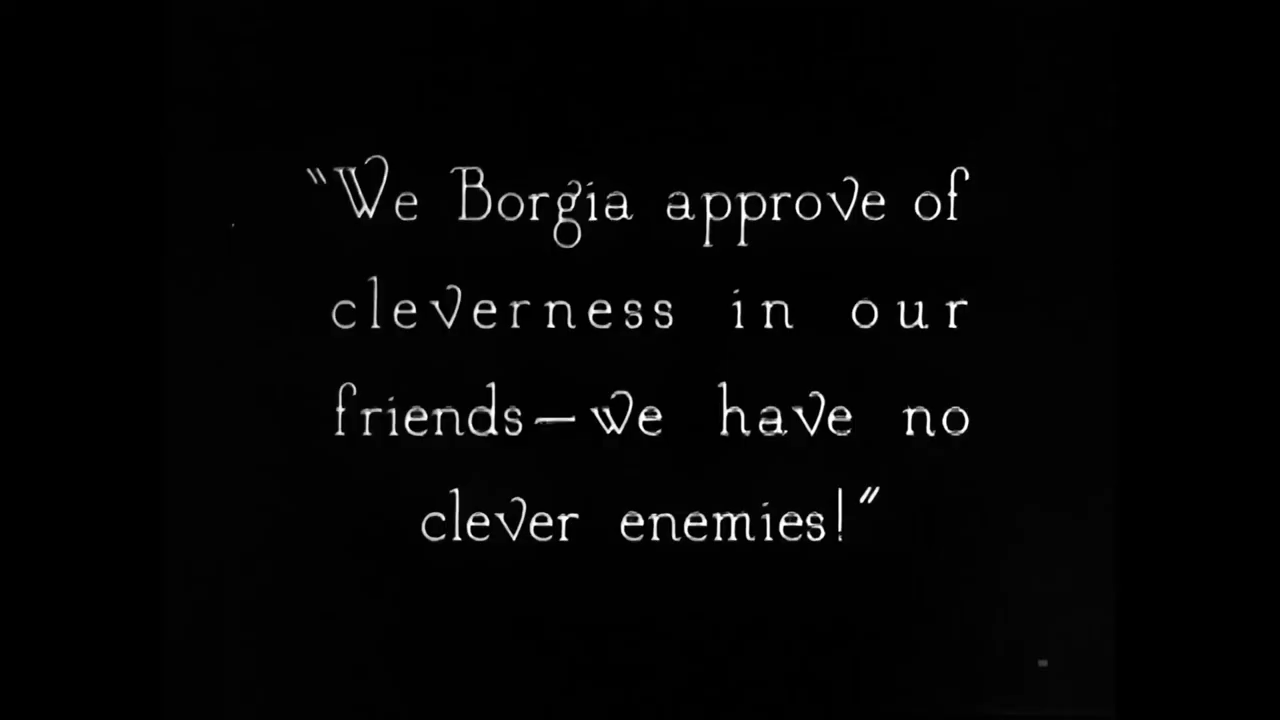 "We Borgia approve of
cleverness in our
friends—we have no
clever enemies!"